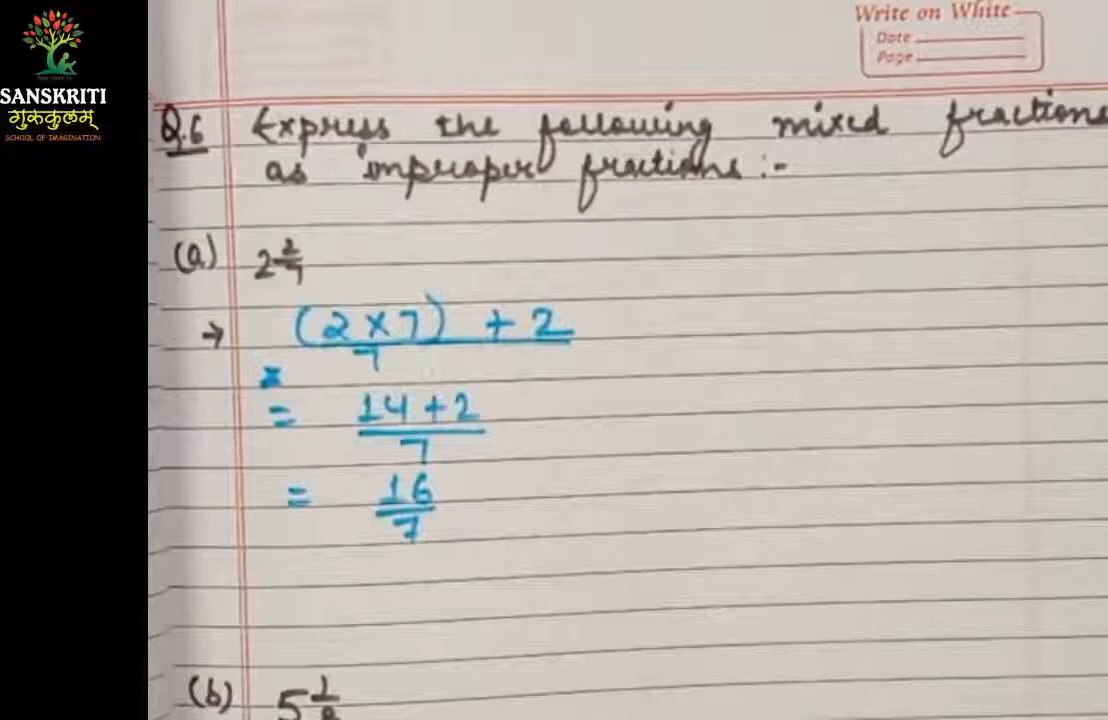 SANSKRITI
गुरुकुलम्
SCHOOL OF IMAGINATION
Write on White
Date
Page
Q.6 Express the following mixed fractions
as improper fractions :-
(a) 2 2/7
→ (2 × 7) + 2
7
= 14 + 2
7
= 16
7
(b) 5 1